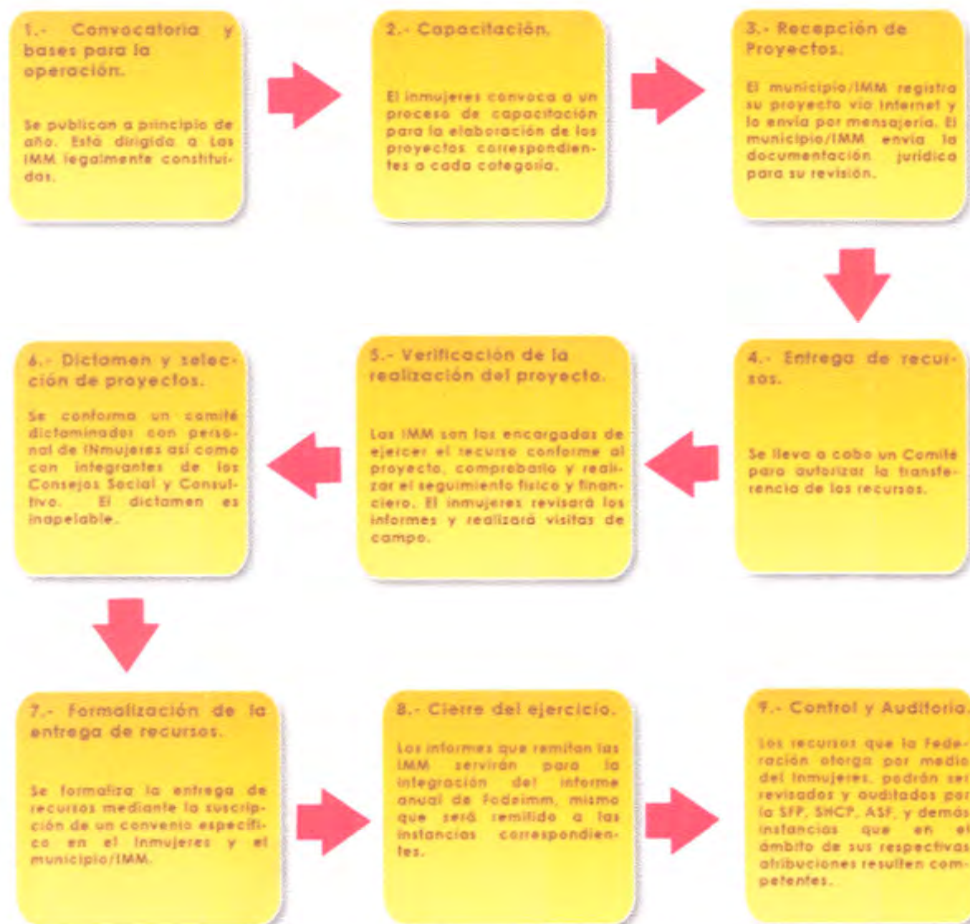 1.- Convocatoria y
bases para la
operación.
Se publican a principio de
año. Está dirigida a Las
IMM legalmente constituí-
das.
2.- Capacitación.
El inmujeres convoca a un
proceso de capacitación
para la elaboración de los
proyectos correspondien-
tes a cada categoría.
3.- Recepción de
Proyectos.
El municipio/IMM registra
su proyecto vía Internet y
lo envía por mensajería. El
municipio/IMM envía la
documentación jurídica
para su revisión.
4.- Entrega de recur-
sos.
Se lleva a cabo un Comité
para autorizar la transfe-
rencia de los recursos.
5.- Verificación de la
realización del proyecto.
Las IMM son las encargadas de
ejercer el recurso conforme al
proyecto, comprobarlo y reali-
zar el seguimiento físico y finan-
ciero. El inmujeres revisará los
informes y realizará visitas de
campo.
6.- Dictamen y selec-
ción de proyectos.
Se conforma un comité
dictaminador con perso-
nal de INmujeres así como
con integrantes de los
Consejos Social y Consul-
tivo. El dictamen es
inapelable.
7.- Formalización de la
entrega de recursos.
Se formaliza la entrega de
recursos mediante la suscrip-
ción de un convenio específi-
co en el Inmujeres y el
municipio/IMM.
8.- Cierre del ejercicio.
Los informes que remitan las
IMM servirán para la
integración del informe
anual de Fodeimm, mismo
que será remitido a las
instancias correspondien-
tes.
9.- Control y Auditoria.
Los recursos que la Fede-
ración otorga por medio
del Inmujeres, podrán ser
revisados y auditados por
la SFP, SHCP, ASF, y demás
instancias que en el
ámbito de sus respectivas
atribuciones resulten com-
petentes.